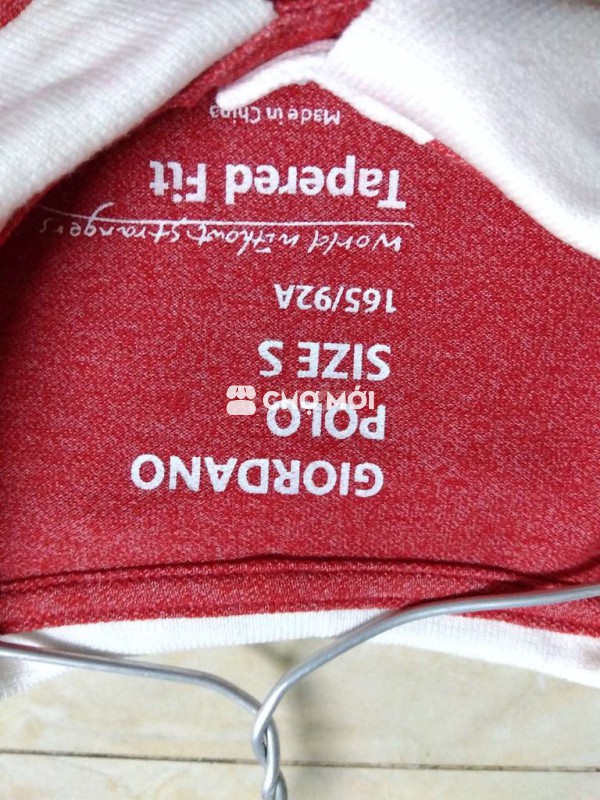 GIORDANO
POLO
SIZE S
165/92A
World without strangers
Tapered Fit
Made in China
CHỢ MỚI